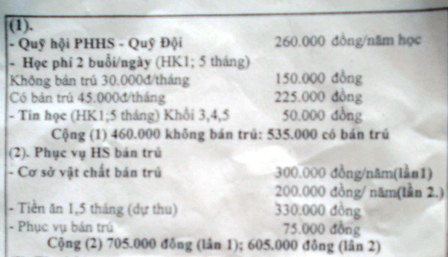 (1).
- Quỹ hội PHHS - Quỹ Đội 260.000 đồng/năm học
- Học phí 2 buổi/ngày (HK1; 5 tháng)
Không bán trú 30.000đ/tháng 150.000 đồng
Có bán trú 45.000đ/tháng 225.000 đồng
- Tin học (HK1;5 tháng) Khối 3,4,5 50.000 đồng
Cộng (1) 460.000 không bán trú: 535.000 có bán trú
(2). Phục vụ HS bán trú
- Cơ sở vật chất bán trú 300.000 đồng/năm(lần1)
200.000 đồng/ năm(lần 2.)
- Tiền ăn 1,5 tháng (dự thu) 330.000 đồng
- Phục vụ bán trú 75.000 đồng
Cộng (2) 705.000 đồng (lần 1); 605.000 đồng (lần 2)